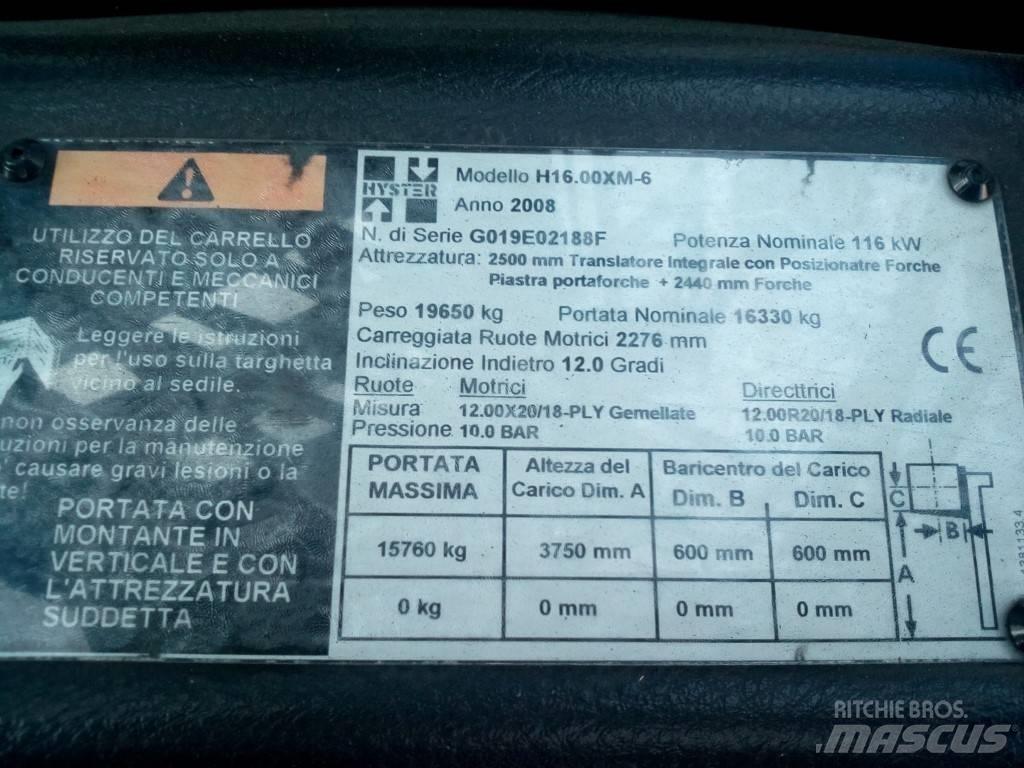 UTILIZZO DEL CARRELLO
RISERVATO SOLO A
CONDUCENTI E MECCANICI
COMPETENTI
Leggere le istruzioni
per l'uso sulla targhetta
vicino al sedile.
non osservanza delle
uzioni per la manutenzione
causare gravi lesioni o la
te!
PORTATA CON
MONTANTE IN
VERTICALE E CON
L'ATTREZZATURA
SUDDETTA
HYSTER
Modello H16.00XM-6
Anno 2008
N. di Serie G019E02188F Potenza Nominale 116 kW
Attrezzatura: 2500 mm Translatore Integrale con Posizionatre Forche
Piastra portaforche + 2440 mm Forche
Peso 19650 kg Portata Nominale 16330 kg
Carreggiata Ruote Motrici 2276 mm
Inclinazione Indietro 12.0 Gradi
CE
Ruote Motrici Directtrici
Misura 12.00X20/18-PLY Gemellate 12.00R20/18-PLY Radiale
Pressione 10.0 BAR 10.0 BAR
PORTATA MASSIMA Altezza del Carico Dim. A Baricentro del Carico
Dim. B Dim. C
15760 kg 3750 mm 600 mm 600 mm
0 kg 0 mm 0 mm 0 mm
C
B
A
RITCHIE BROS.
MASCUS